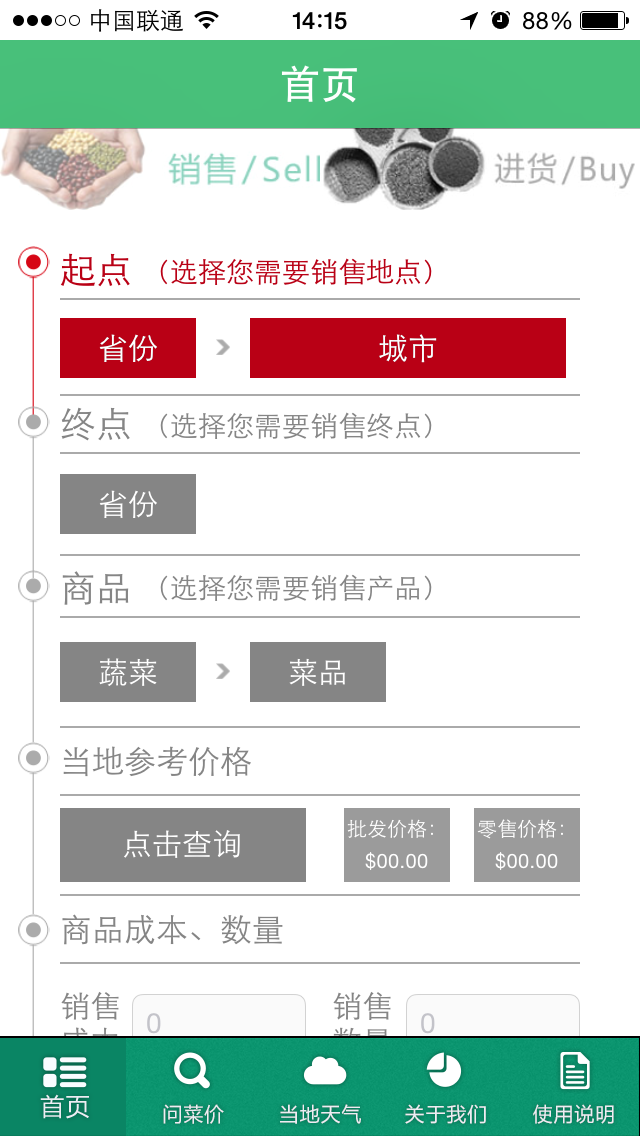 中国联通 14:15 88%
首页
销售/Sell 进货/Buy
起点 （选择您需要销售地点）
省份 城市
终点 （选择您需要销售终点）
省份
商品 （选择您需要销售产品）
蔬菜 菜品
当地参考价格
点击查询 批发价格: 零售价格:
$00.00 $00.00
商品成本、数量
销售 销售
成本 0 数量 0
首页 问菜价 当地天气 关于我们 使用说明